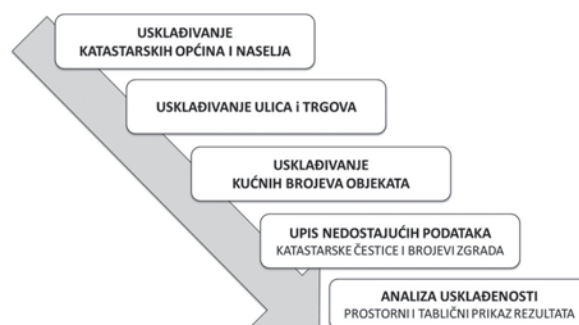 USKLAĐIVANJE
KATASTARSKIH OPĆINA I NASELJA
USKLAĐIVANJE ULICA i TRGOVA
USKLAĐIVANJE
KUĆNIH BROJEVA OBJEKATA
UPIS NEDOSTAJUĆIH PODATAKA
KATASTARSKE ČESTICE I BROJEVI ZGRADA
ANALIZA USKLAĐENOSTI
PROSTORNI I TABLIČNI PRIKAZ REZULTATA